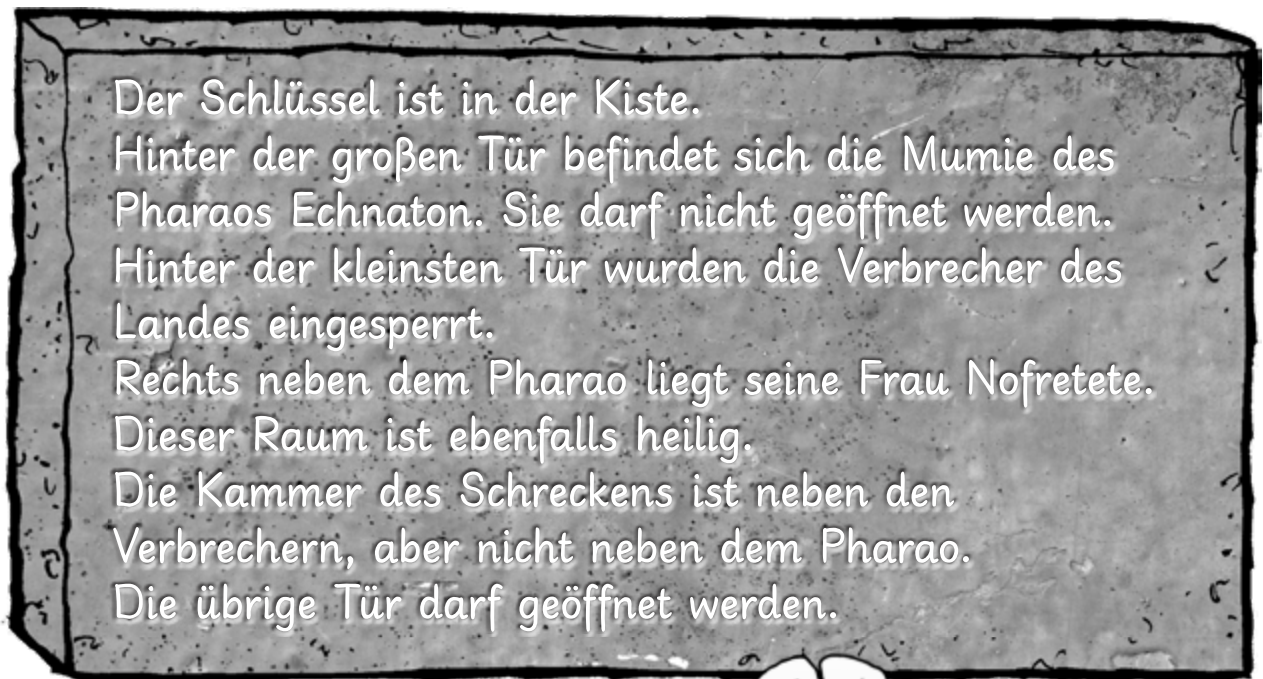 Der Schlüssel ist in der Kiste.
Hinter der großen Tür befindet sich die Mumie des
Pharaos Echnaton. Sie darf nicht geöffnet werden.
Hinter der kleinsten Tür wurden die Verbrecher des
Landes eingesperrt.
Rechts neben dem Pharao liegt seine Frau Nofretete.
Dieser Raum ist ebenfalls heilig.
Die Kammer des Schreckens ist neben den
Verbrechern, aber nicht neben dem Pharao.
Die übrige Tür darf geöffnet werden.